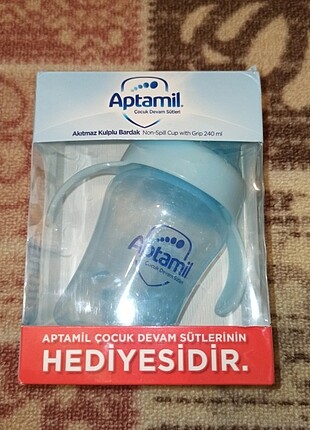 Aptamil
Çocuk Devam Sütleri
Akıtmaz Kulplu Bardak Non-Spill Cup with Grip 240 ml
Aptamil
Çocuk Devam Sütleri
APTAMİL ÇOCUK DEVAM SÜTLERİNİN
HEDİYESİDİR.